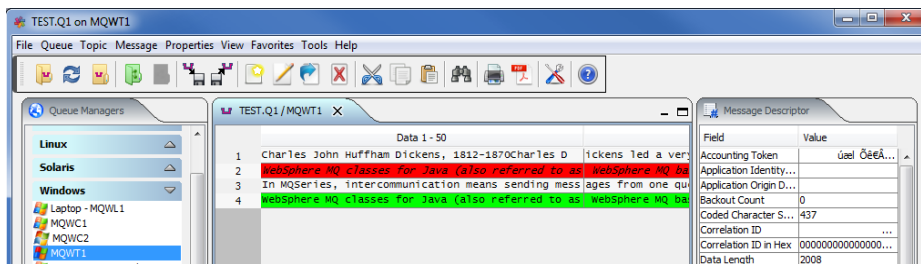 TEST.Q1 on MQWT1
File Queue Topic Message Properties View Favorites Tools Help
Queue Managers
TEST.Q1/MQWT1
Message Descriptor
Linux
Solaris
Windows
Laptop - MQWL1
MQWC1
MQWC2
MQWT1
Data 1 - 50
1 Charles John Huffham Dickens, 1812-1870Charles D ickens led a very
2 WebSphere MQ classes for Java (also referred to as WebSphere MQ ba
3 In MQSeries, intercommunication means sending mess ages from one qu
4 WebSphere MQ classes for Java (also referred to as WebSphere MQ ba
Field Value
Accounting Token úael Õê€Â...
Application Identity...
Application Origin D...
Backout Count 0
Coded Character S... 437
Correlation ID ...
Correlation ID in Hex 000000000000000...
Data Length 2008